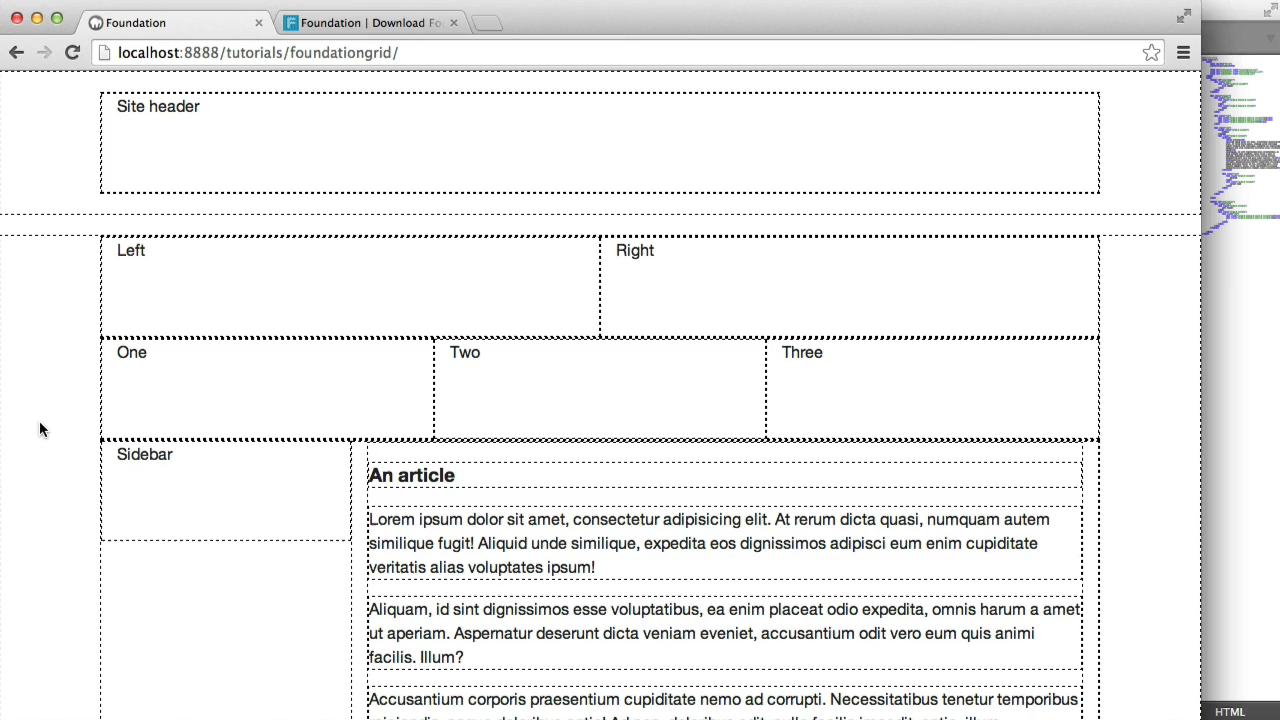 Foundation
Foundation | Download Fo
localhost:8888/tutorials/foundationgrid/
Site header
Left
Right
One
Two
Three
Sidebar
An article
Lorem ipsum dolor sit amet, consectetur adipisicing elit. At rerum dicta quasi, numquam autem
similique fugit! Aliquid unde similique, expedita eos dignissimos adipisci eum enim cupiditate
veritatis alias voluptates ipsum!
Aliquam, id sint dignissimos esse voluptatibus, ea enim placeat odio expedita, omnis harum a amet
ut aperiam. Aspernatur deserunt dicta veniam eveniet, accusantium odit vero eum quis animi
facilis. Illum?
Accusantium corporis praesentium cupiditate nemo ad corrupti. Necessitatibus tenetur temporibus
HTML